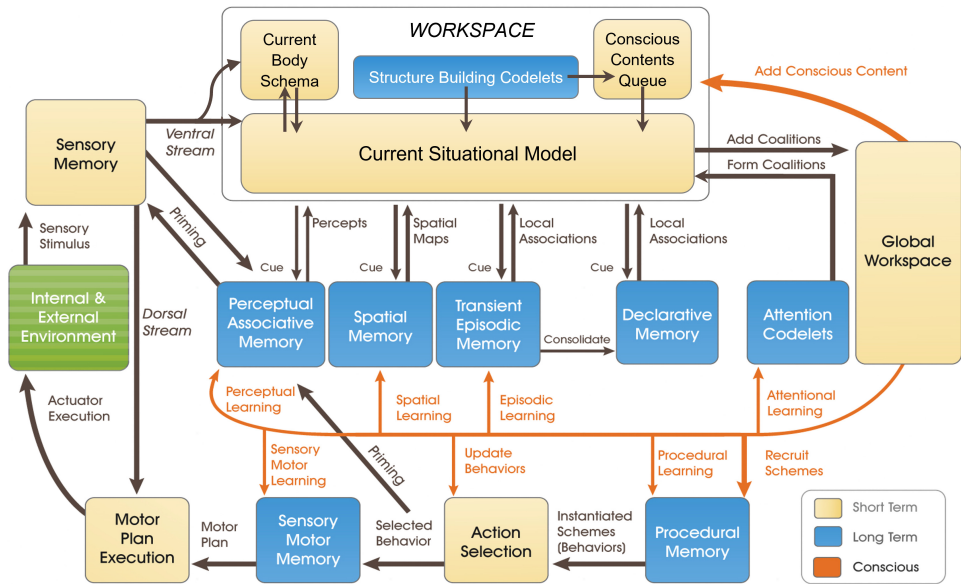 WORKSPACE
Current
Body
Schema
Structure Building Codelets
Conscious
Contents
Queue
Add Conscious Content
Sensory
Memory
Ventral
Stream
Current Situational Model
Add Coalitions
Form Coalitions
Global
Workspace
Priming
Sensory
Stimulus
Percepts
Cue
Spatial
Maps
Cue
Local
Associations
Cue
Local
Associations
Cue
Internal &
External
Environment
Dorsal
Stream
Perceptual
Associative
Memory
Spatial
Memory
Transient
Episodic
Memory
Consolidate
Declarative
Memory
Attention
Codelets
Actuator
Execution
Perceptual
Learning
Spatial
Learning
Episodic
Learning
Attentional
Learning
Sensory
Motor
Learning
Priming
Update
Behaviors
Procedural
Learning
Recruit
Schemes
Motor
Plan
Execution
Motor
Plan
Sensory
Motor
Memory
Selected
Behavior
Action
Selection
Instantiated
Schemes
(Behaviors)
Procedural
Memory
Short Term
Long Term
Conscious